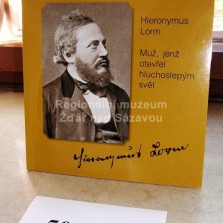 Hieronymus
Lorm
Muž, jenž
otevřel
hluchoslepým
svět
Regionální muzeum
Žďár nad Sázavou
Hieronymus Lorm